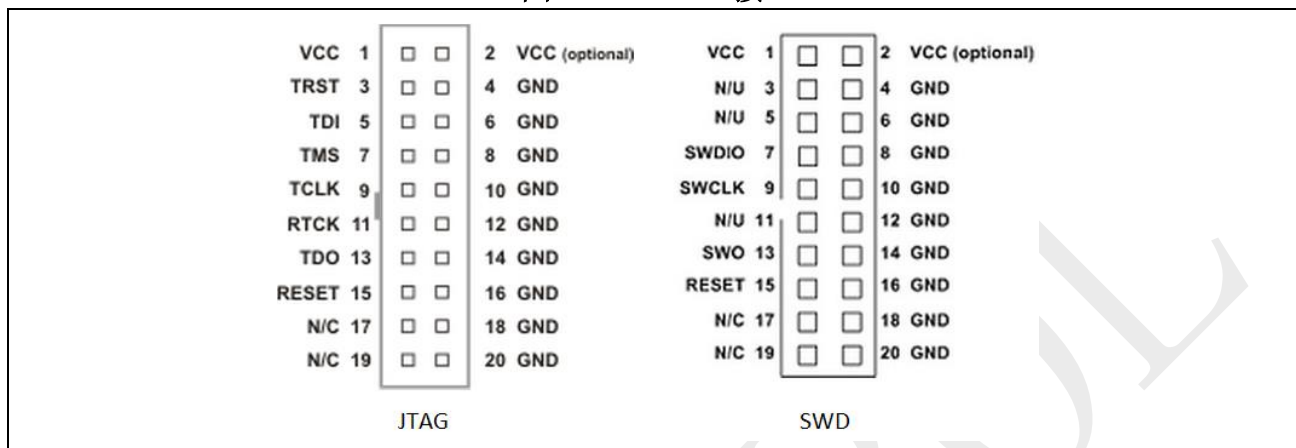 VCC 1 2 VCC (optional) VCC 1 2 VCC (optional)
TRST 3 4 GND N/U 3 4 GND
TDI 5 6 GND N/U 5 6 GND
TMS 7 8 GND SWDIO 7 8 GND
TCLK 9 10 GND SWCLK 9 10 GND
RTCK 11 12 GND N/U 11 12 GND
TDO 13 14 GND SWO 13 14 GND
RESET 15 16 GND RESET 15 16 GND
N/C 17 18 GND N/C 17 18 GND
N/C 19 20 GND N/C 19 20 GND
JTAG SWD